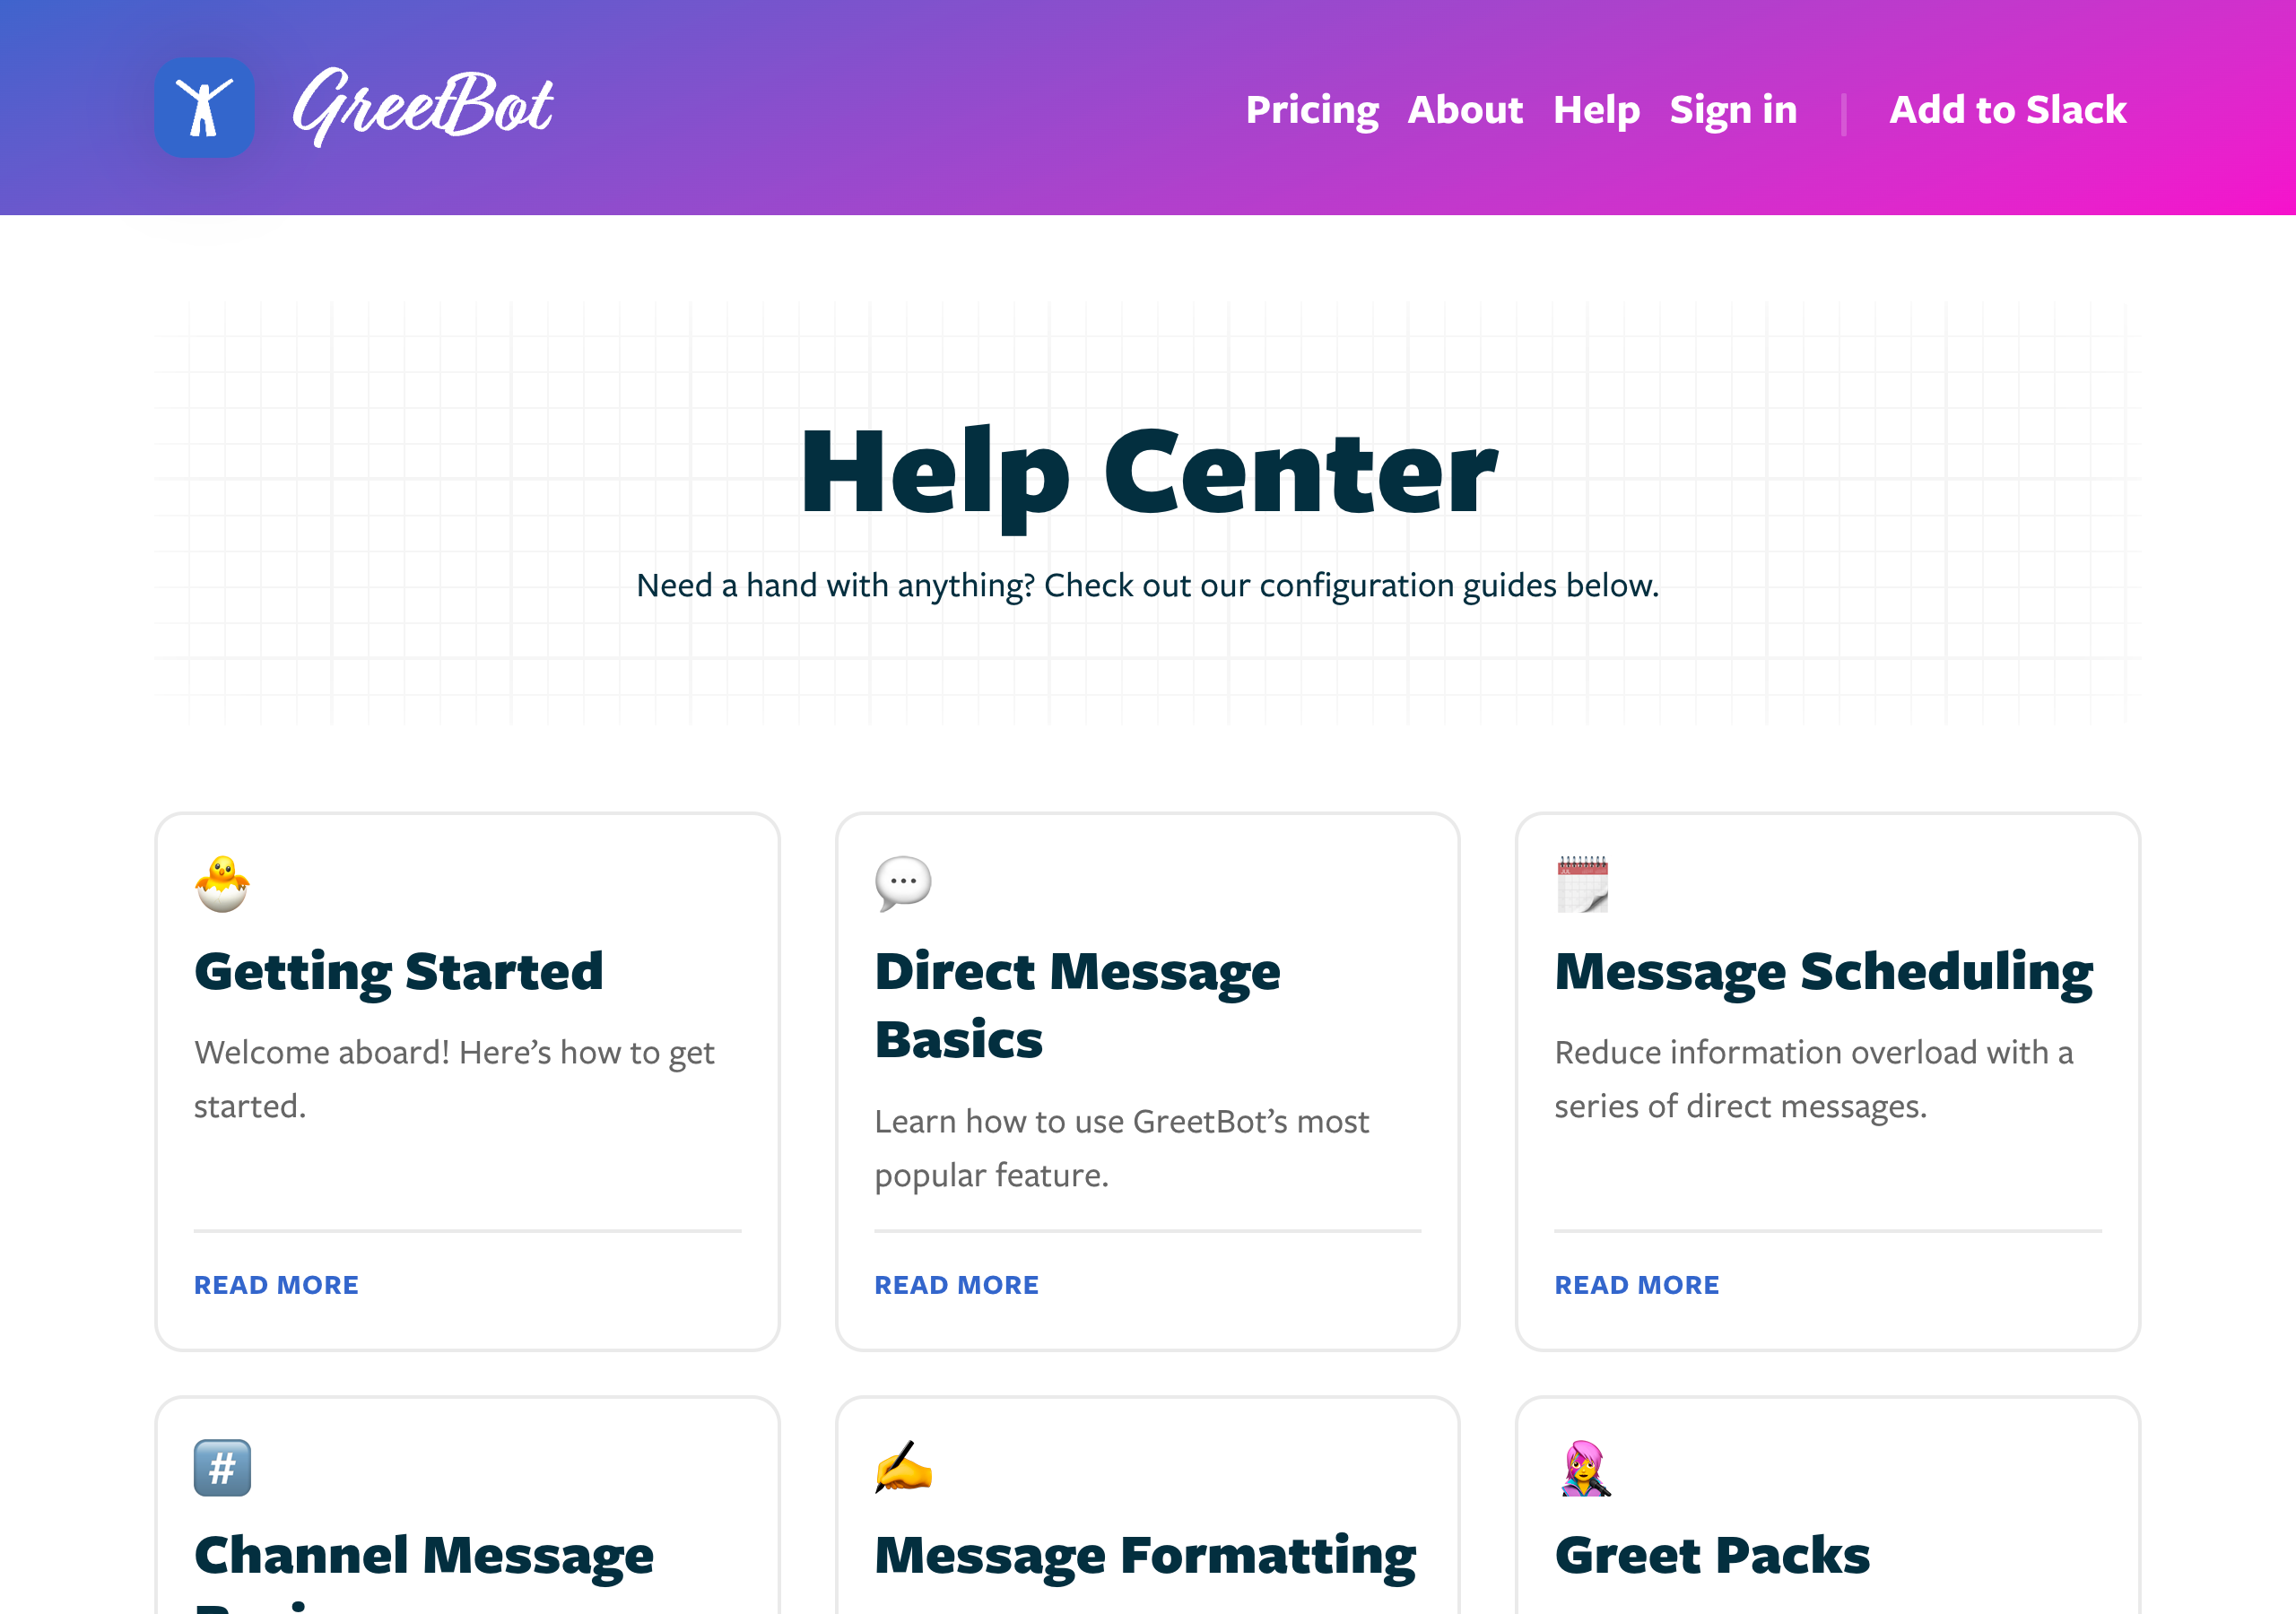 GreetBot
Pricing About Help Sign in | Add to Slack
Help Center
Need a hand with anything? Check out our configuration guides below.
Getting Started
Welcome aboard! Here’s how to get
started.
READ MORE
Direct Message
Basics
Learn how to use GreetBot’s most
popular feature.
READ MORE
Message Scheduling
Reduce information overload with a
series of direct messages.
READ MORE
#
Channel Message
Message Formatting
Greet Packs